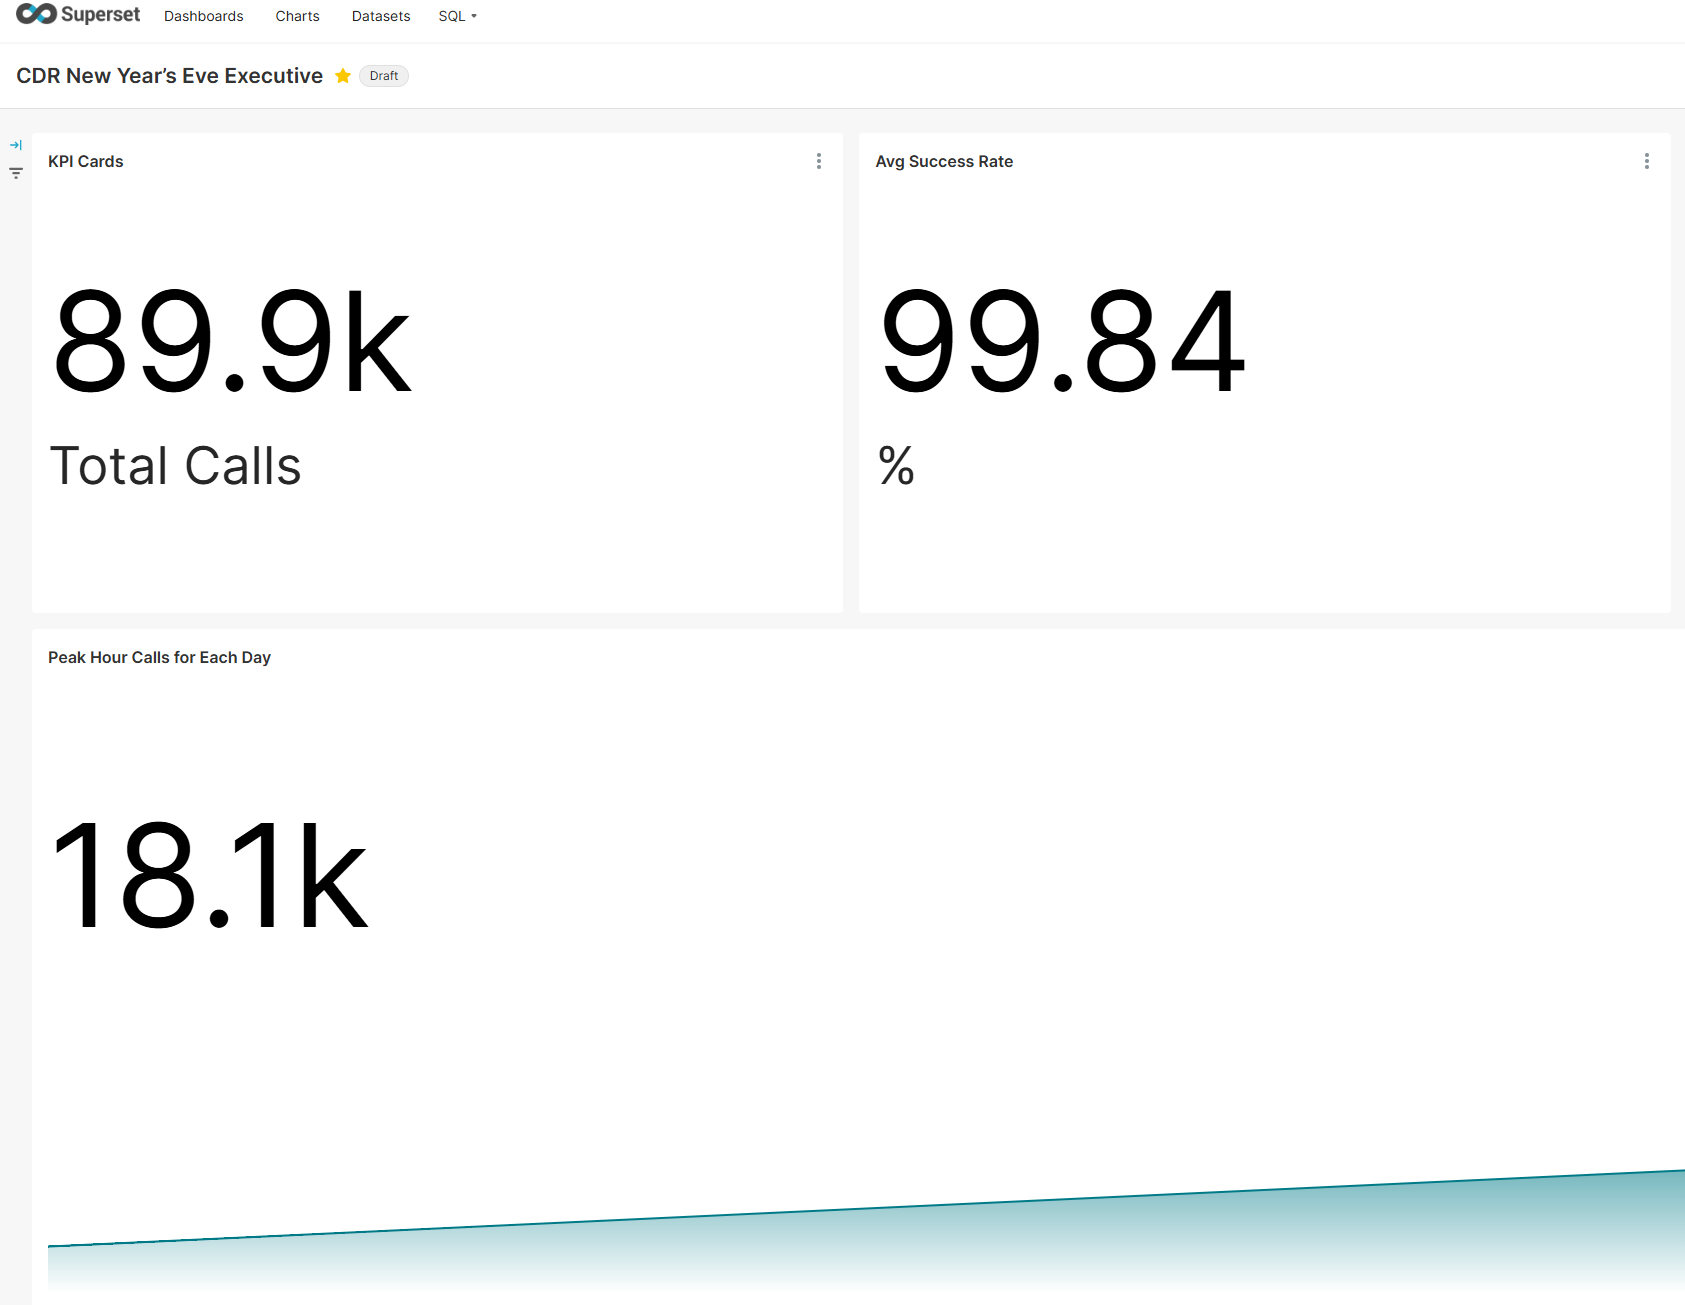 Superset Dashboards Charts Datasets SQL
CDR New Year’s Eve Executive Draft
KPI Cards
89.9k
Total Calls
Avg Success Rate
99.84
%
Peak Hour Calls for Each Day
18.1k